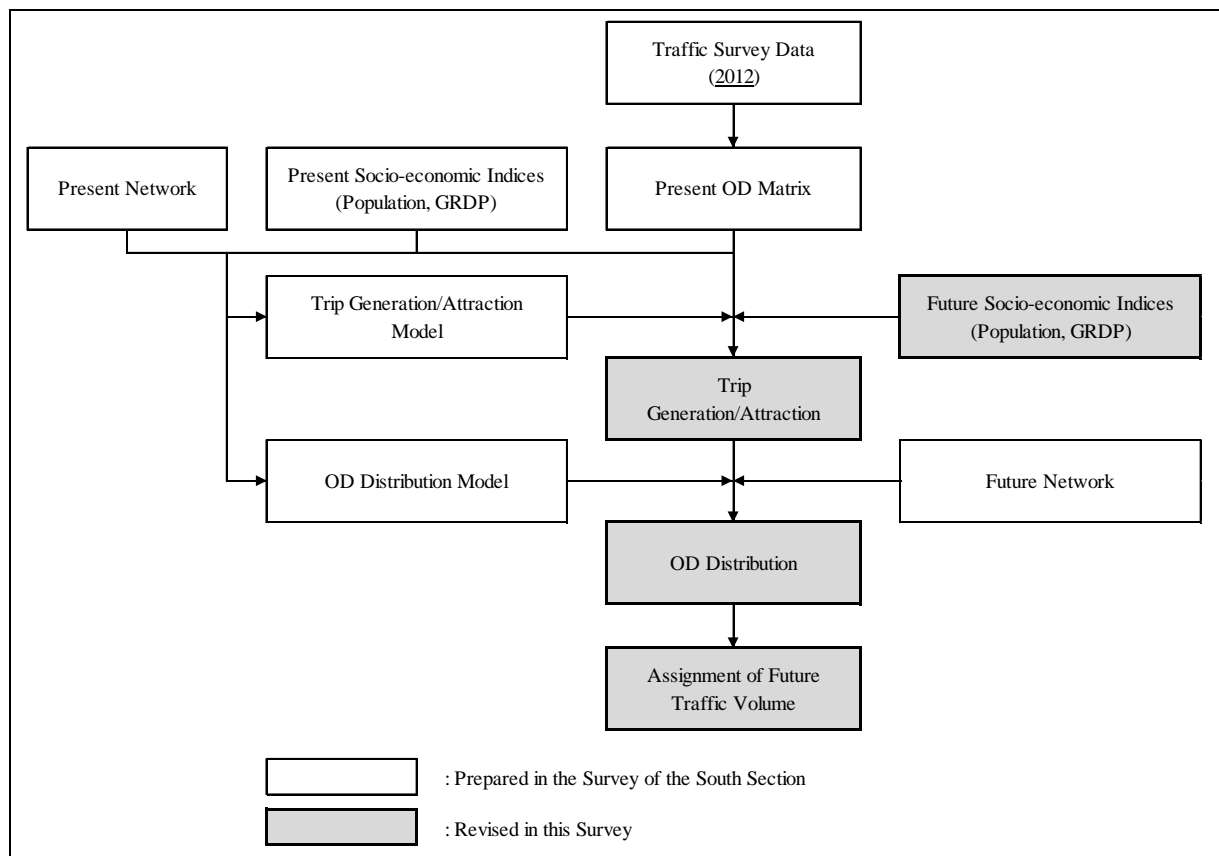 Traffic Survey Data
(2012)
Present Network
Present Socio-economic Indices
(Population, GRDP)
Present OD Matrix
Trip Generation/Attraction
Model
Future Socio-economic Indices
(Population, GRDP)
Trip
Generation/Attraction
OD Distribution Model
Future Network
OD Distribution
Assignment of Future
Traffic Volume
: Prepared in the Survey of the South Section
: Revised in this Survey